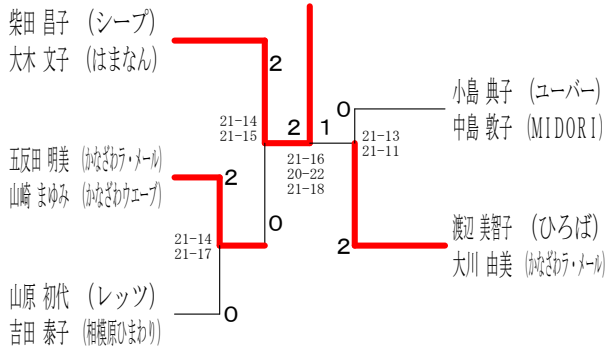 柴田 昌子 (シープ)
大木 文子 (はまなん)
2
21-14
21-15
2
1
21-16
20-22
21-18
0
小島 典子 (ユーバー)
中島 敦子 (MIDORI)
21-13
21-11
五反田 明美 (かなざわラ・メール)
山崎 まゆみ (かなざわウエーブ)
2
0
21-14
21-17
2
渡辺 美智子 (ひろば)
大川 由美 (かなざわラ・メール)
山原 初代 (レッツ)
吉田 泰子 (相模原ひまわり)
0